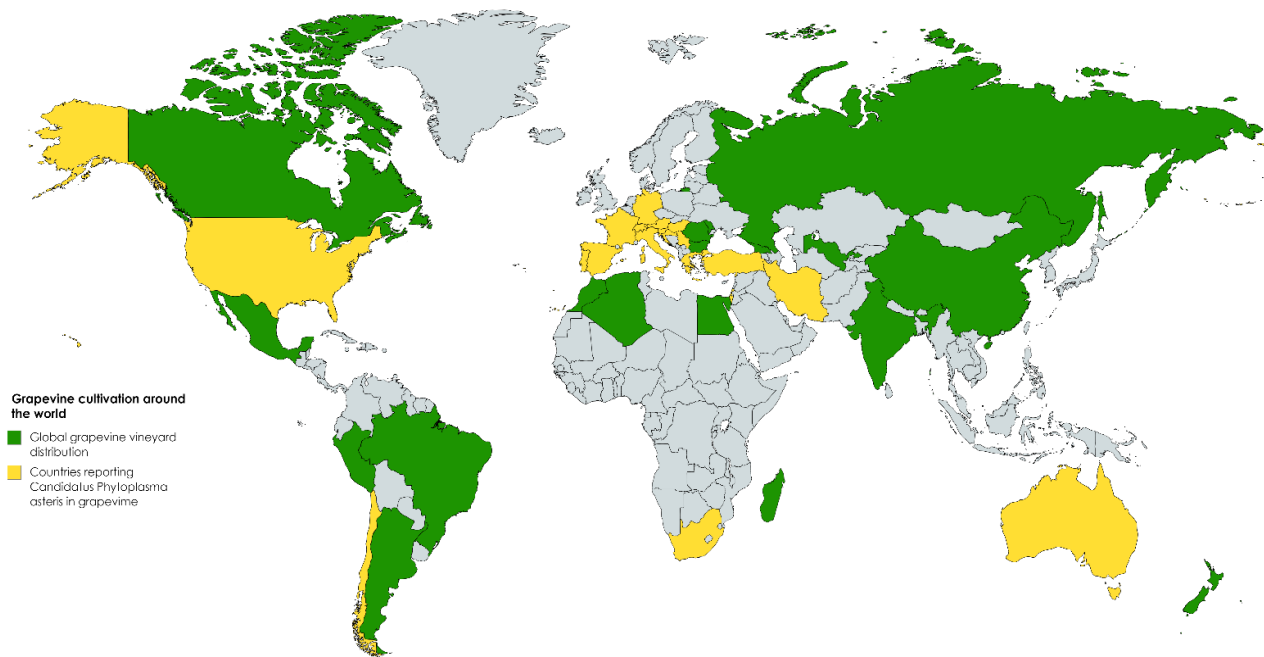 Grapevine cultivation around
the world
Global grapevine vineyard
distribution
Countries reporting
Candidatus Phyloplasma
asteris in grapevime